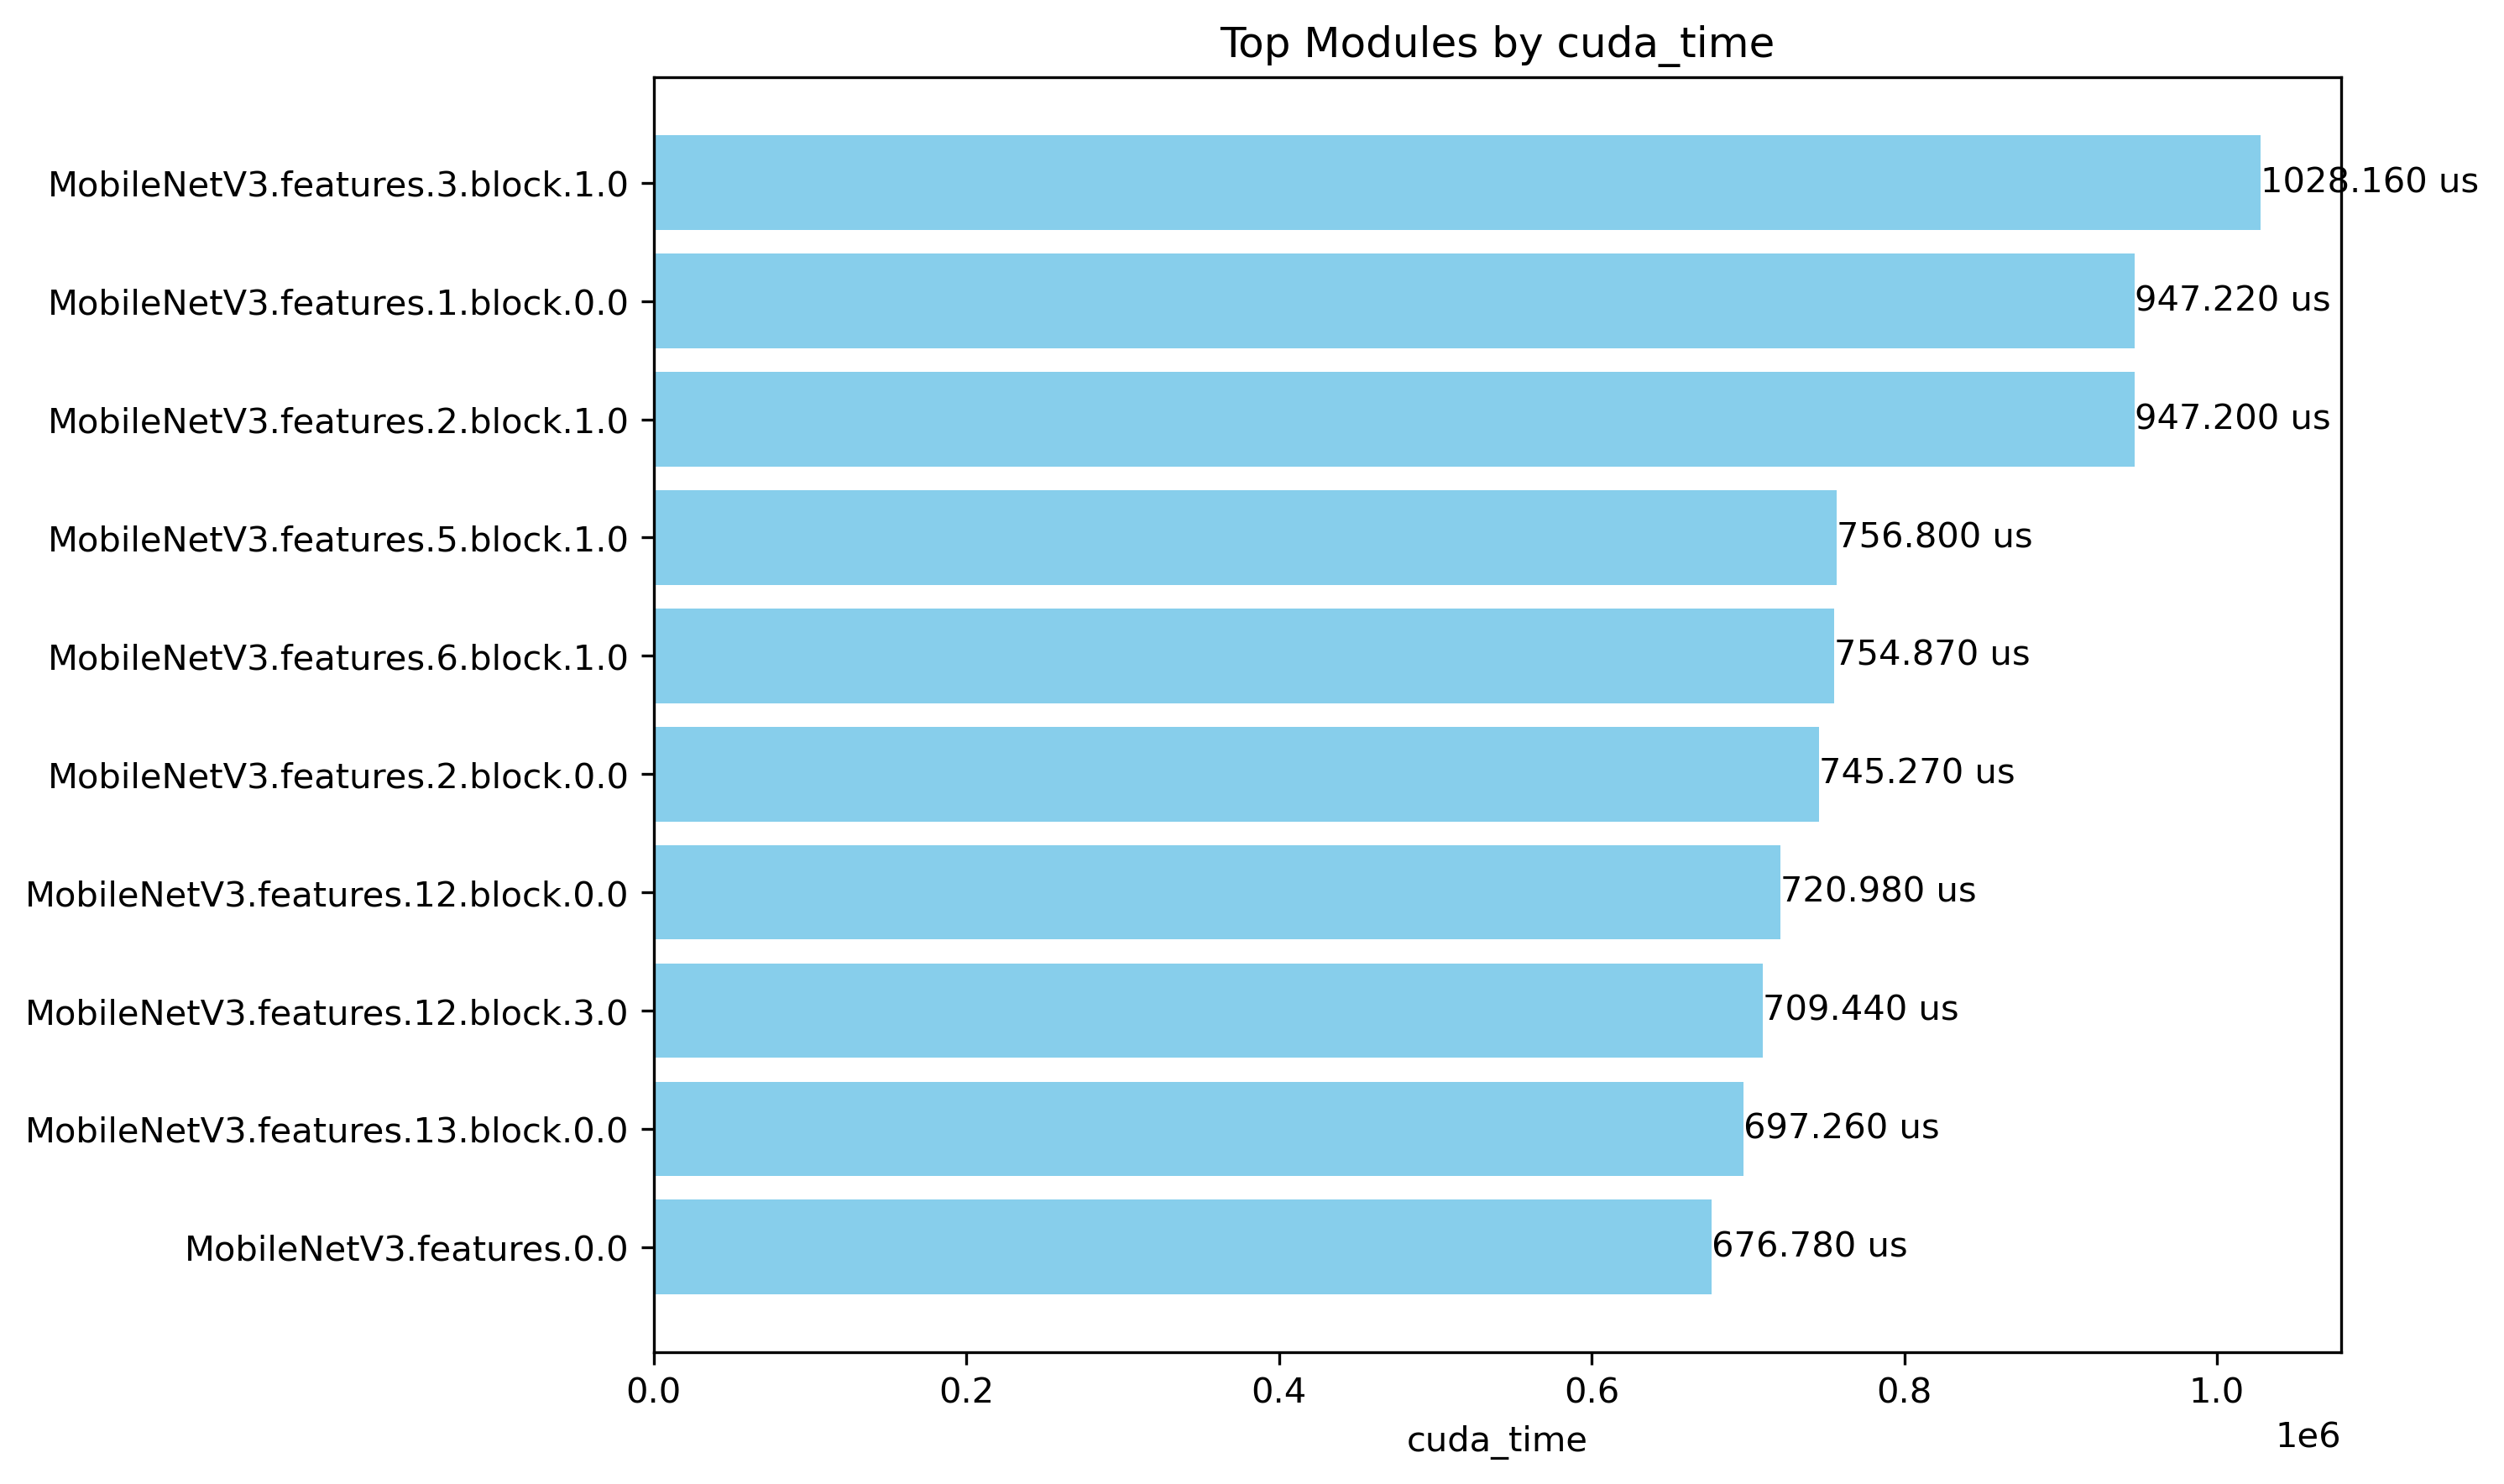 Top Modules by cuda_time
MobileNetV3.features.3.block.1.0
1028.160 us
MobileNetV3.features.1.block.0.0
947.220 us
MobileNetV3.features.2.block.1.0
947.200 us
MobileNetV3.features.5.block.1.0
756.800 us
MobileNetV3.features.6.block.1.0
754.870 us
MobileNetV3.features.2.block.0.0
745.270 us
MobileNetV3.features.12.block.0.0
720.980 us
MobileNetV3.features.12.block.3.0
709.440 us
MobileNetV3.features.13.block.0.0
697.260 us
MobileNetV3.features.0.0
676.780 us
0.0 0.2 0.4 0.6 0.8 1.0
1e6
cuda_time